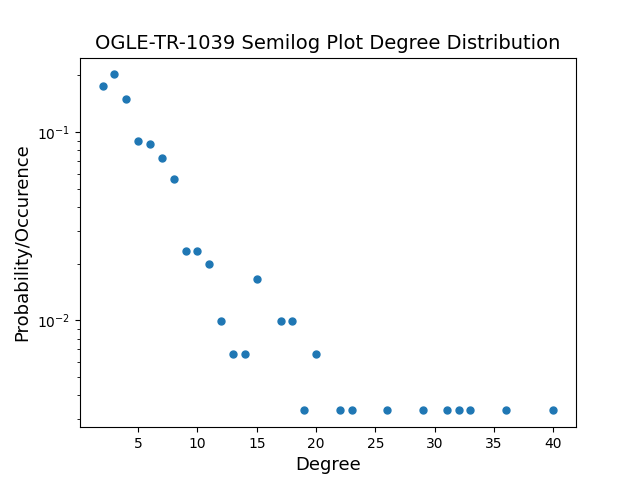 OGLE-TR-1039 Semilog Plot Degree Distribution
Probability/Occurence
10⁻¹
10⁻²
5 10 15 20 25 30 35 40
Degree